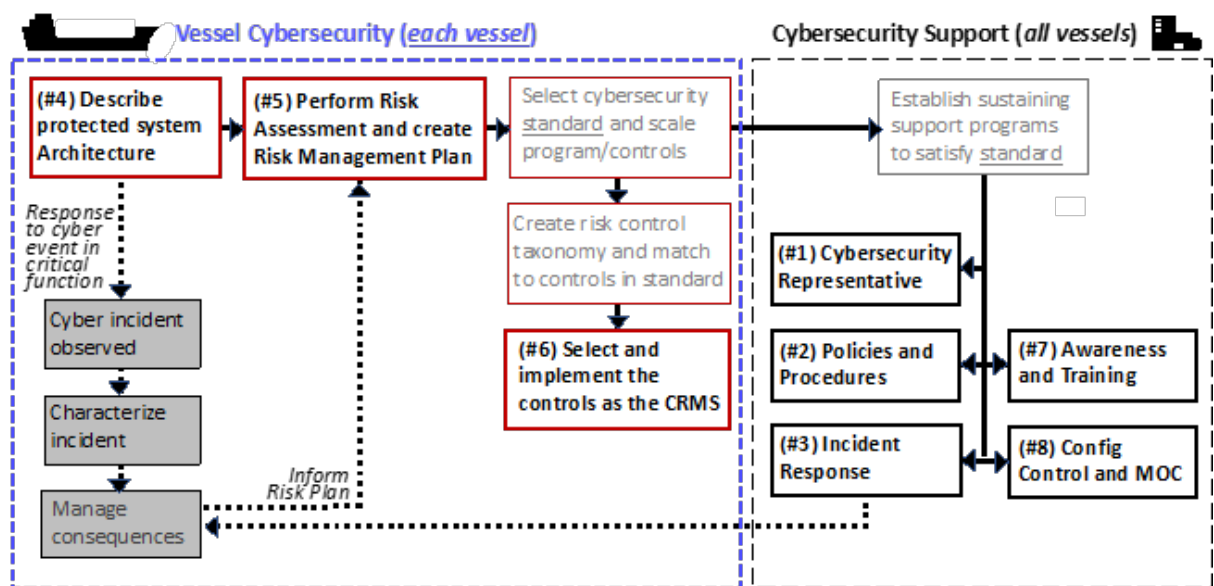 Vessel Cybersecurity (each vessel)
Cybersecurity Support (all vessels)
(#4) Describe
protected system
Architecture
(#5) Perform Risk
Assessment and create
Risk Management Plan
Select cybersecurity
standard and scale
program/controls
Establish sustaining
support programs
to satisfy standard
Response
to cyber
event in
critical
function
Create risk control
taxonomy and match
to controls in standard
(#1) Cybersecurity
Representative
Cyber incident
observed
(#6) Select and
implement the
controls as the CRMS
(#2) Policies and
Procedures
(#7) Awareness
and Training
Characterize
incident
(#3) Incident
Response
(#8) Config
Control and MOC
Inform
Risk Plan
Manage
consequences